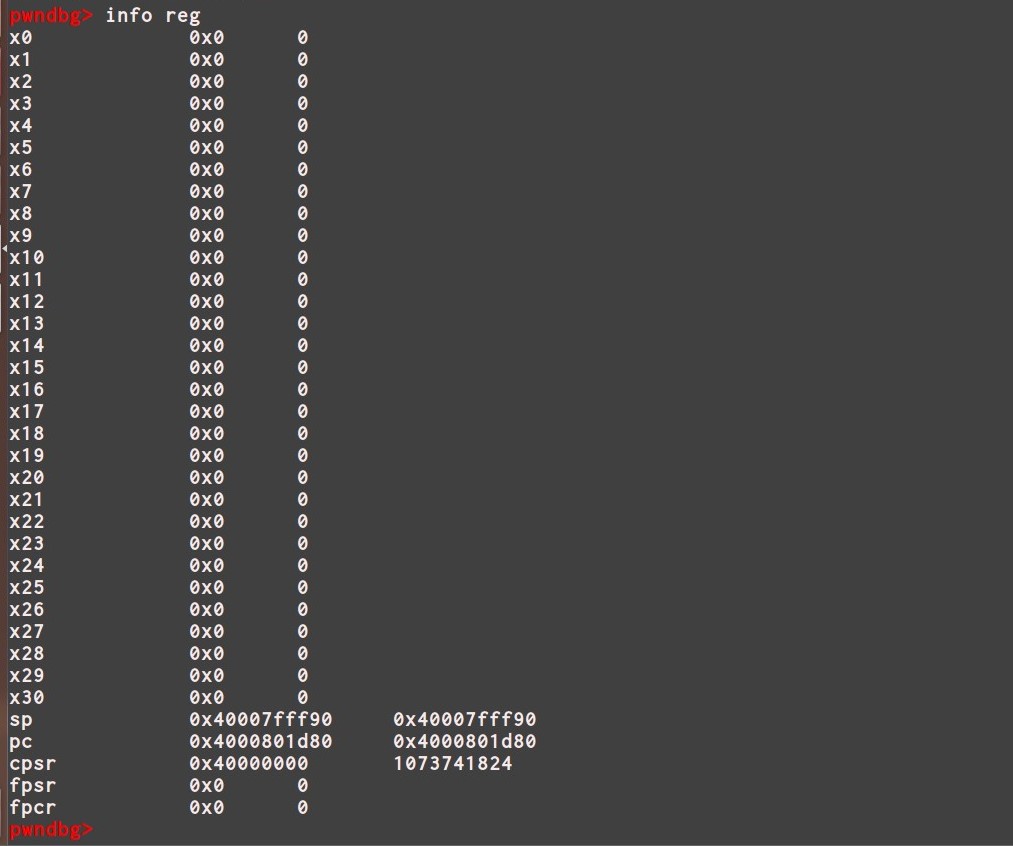 pwndbg> info reg
x0 0x0 0
x1 0x0 0
x2 0x0 0
x3 0x0 0
x4 0x0 0
x5 0x0 0
x6 0x0 0
x7 0x0 0
x8 0x0 0
x9 0x0 0
x10 0x0 0
x11 0x0 0
x12 0x0 0
x13 0x0 0
x14 0x0 0
x15 0x0 0
x16 0x0 0
x17 0x0 0
x18 0x0 0
x19 0x0 0
x20 0x0 0
x21 0x0 0
x22 0x0 0
x23 0x0 0
x24 0x0 0
x25 0x0 0
x26 0x0 0
x27 0x0 0
x28 0x0 0
x29 0x0 0
x30 0x0 0
sp 0x40007fff90 0x40007fff90
pc 0x4000801d80 0x4000801d80
cpsr 0x40000000 1073741824
fpsr 0x0 0
fpcr 0x0 0
pwndbg>